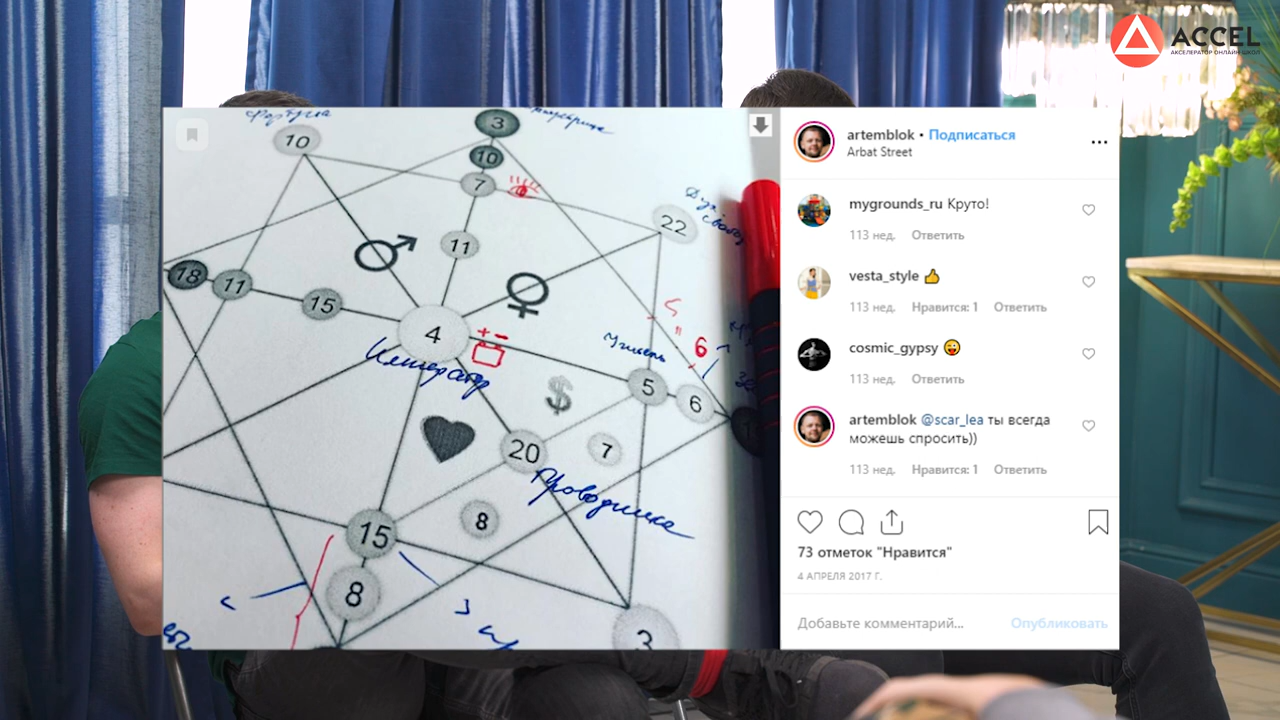 ACCEL
АКСЕЛЕРАТОР ОНЛАЙН-ШКОЛ
10
3
10
7
22
11
18
11
15
4
+ -
Генератор
Учитель
6
5
6
$
7
20
Проводника
8
15
8
3
artemblok • Подписаться
Arbat Street
mygrounds_ru Круто!
113 нед. Ответить
vesta_style 👍
113 нед. Нравится: 1 Ответить
cosmic_gypsy 😜
113 нед. Ответить
artemblok @scar_lea ты всегда
можешь спросить))
113 нед. Нравится: 1 Ответить
73 отметок "Нравится"
4 АПРЕЛЯ 2017 Г.
Добавьте комментарий... Опубликовать